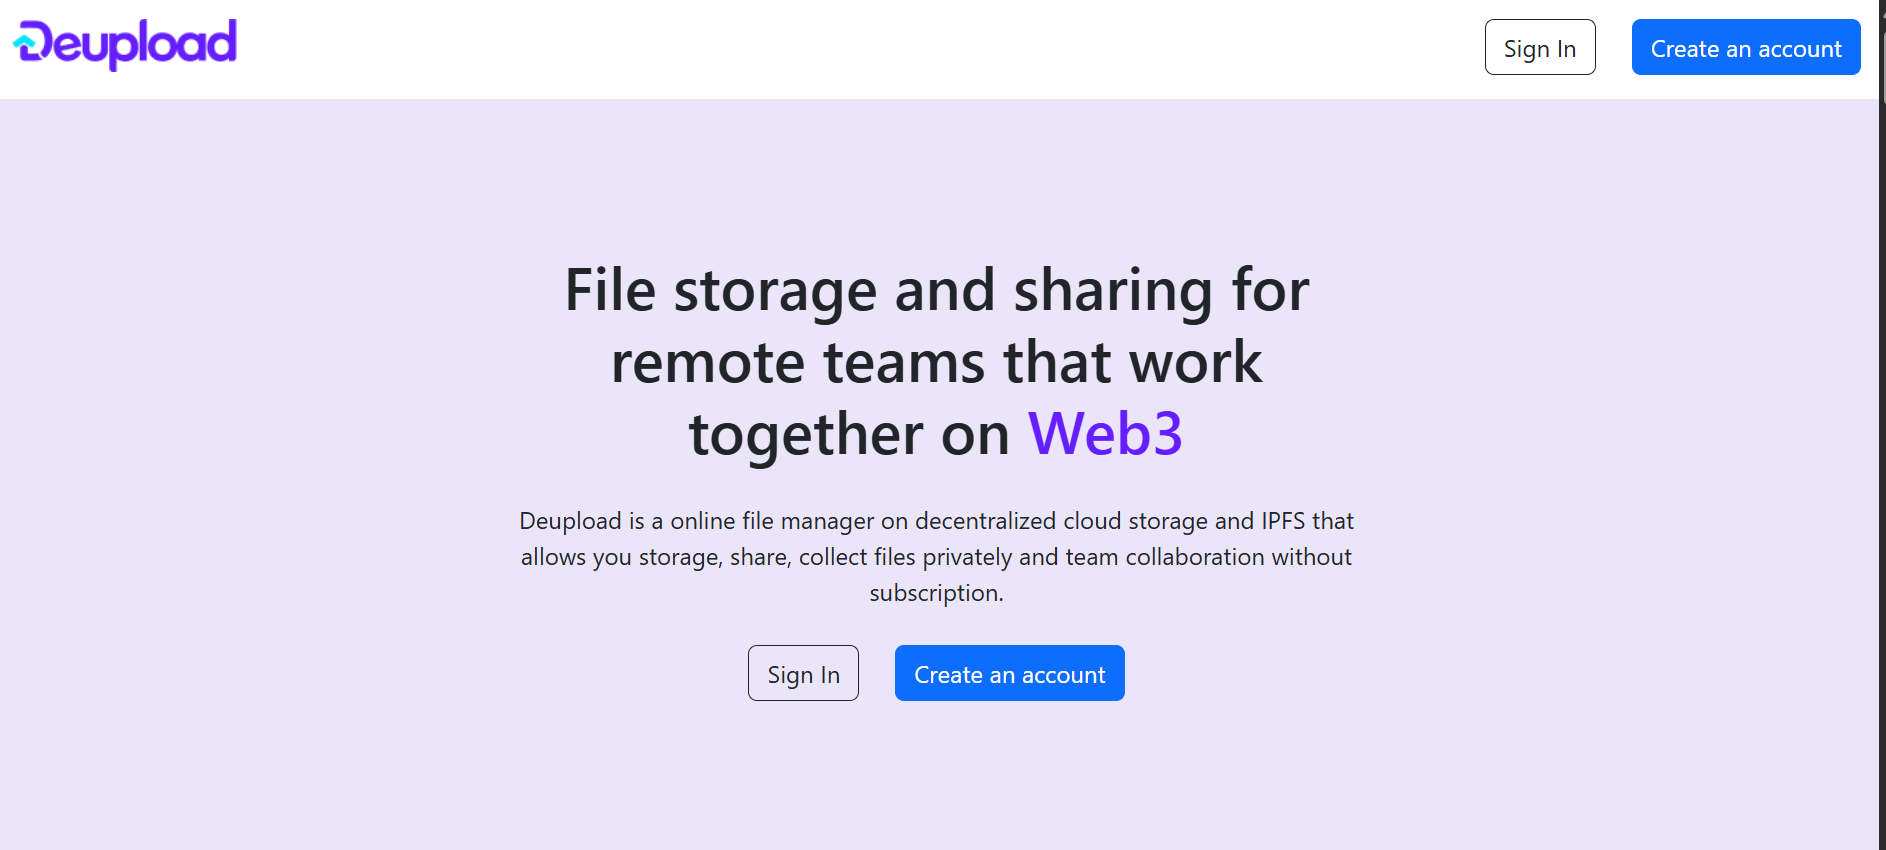 Deupload
Sign In
Create an account
File storage and sharing for
remote teams that work
together on Web3
Deupload is a online file manager on decentralized cloud storage and IPFS that
allows you storage, share, collect files privately and team collaboration without
subscription.
Sign In
Create an account